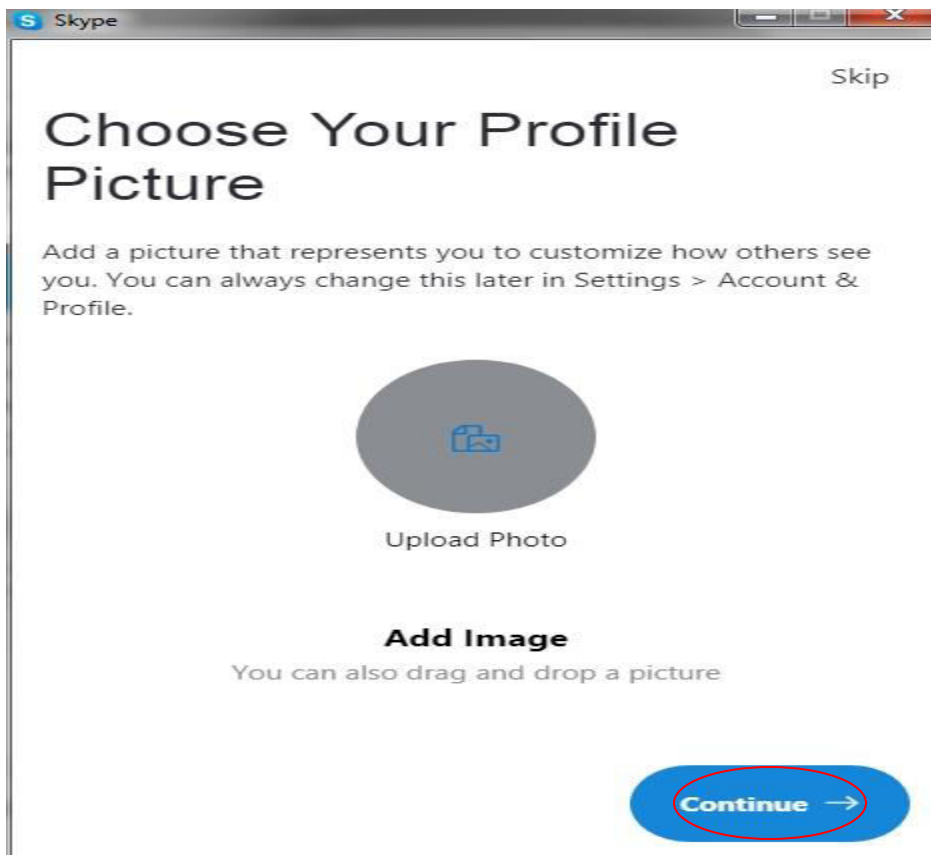 Skype
Skip
Choose Your Profile
Picture
Add a picture that represents you to customize how others see
you. You can always change this later in Settings > Account &
Profile.
Upload Photo
Add Image
You can also drag and drop a picture
Continue →